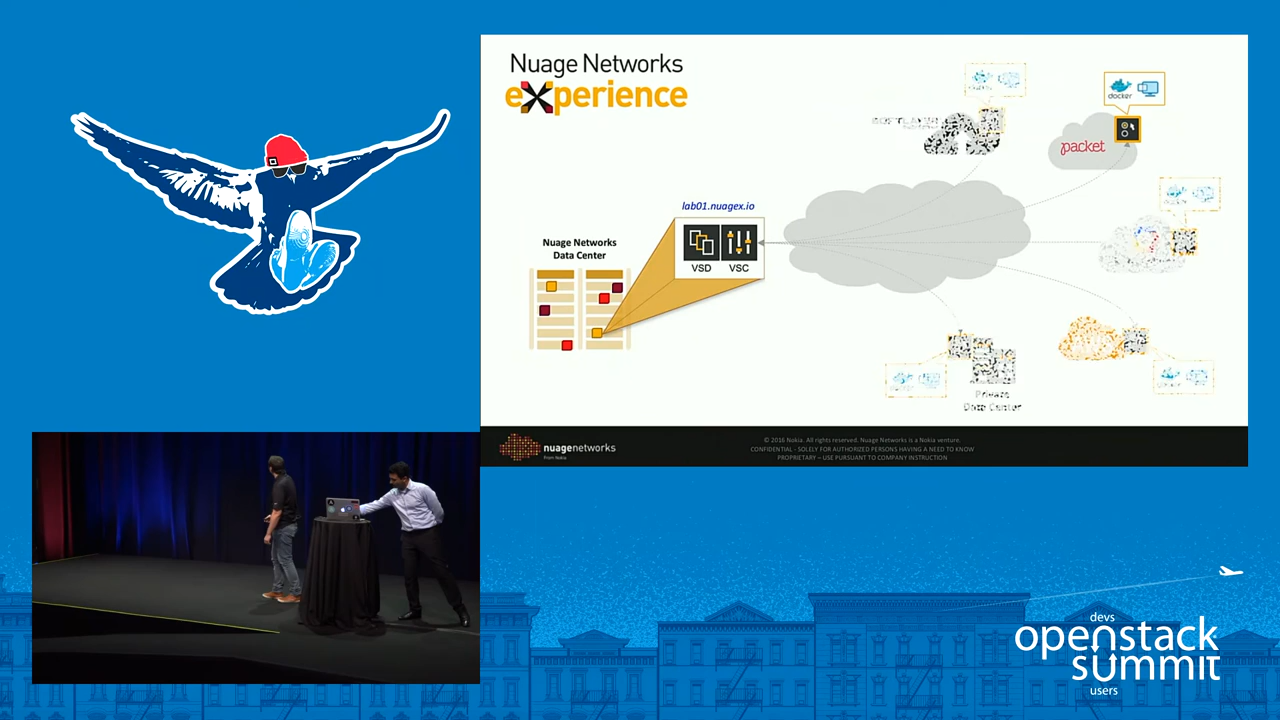 Nuage Networks
eXperience
docker
packet
lab01.nuagex.io
Nuage Networks
Data Center
VSD
VSC
Private
Data Center
nuagenetworks
From Nokia
© 2016 Nokia. All rights reserved. Nuage Networks is a Nokia venture.
CONFIDENTIAL - SOLELY FOR AUTHORIZED PERSONS HAVING A NEED TO KNOW
PROPRIETARY – USE PURSUANT TO COMPANY INSTRUCTION
devs
openstack
summit
users